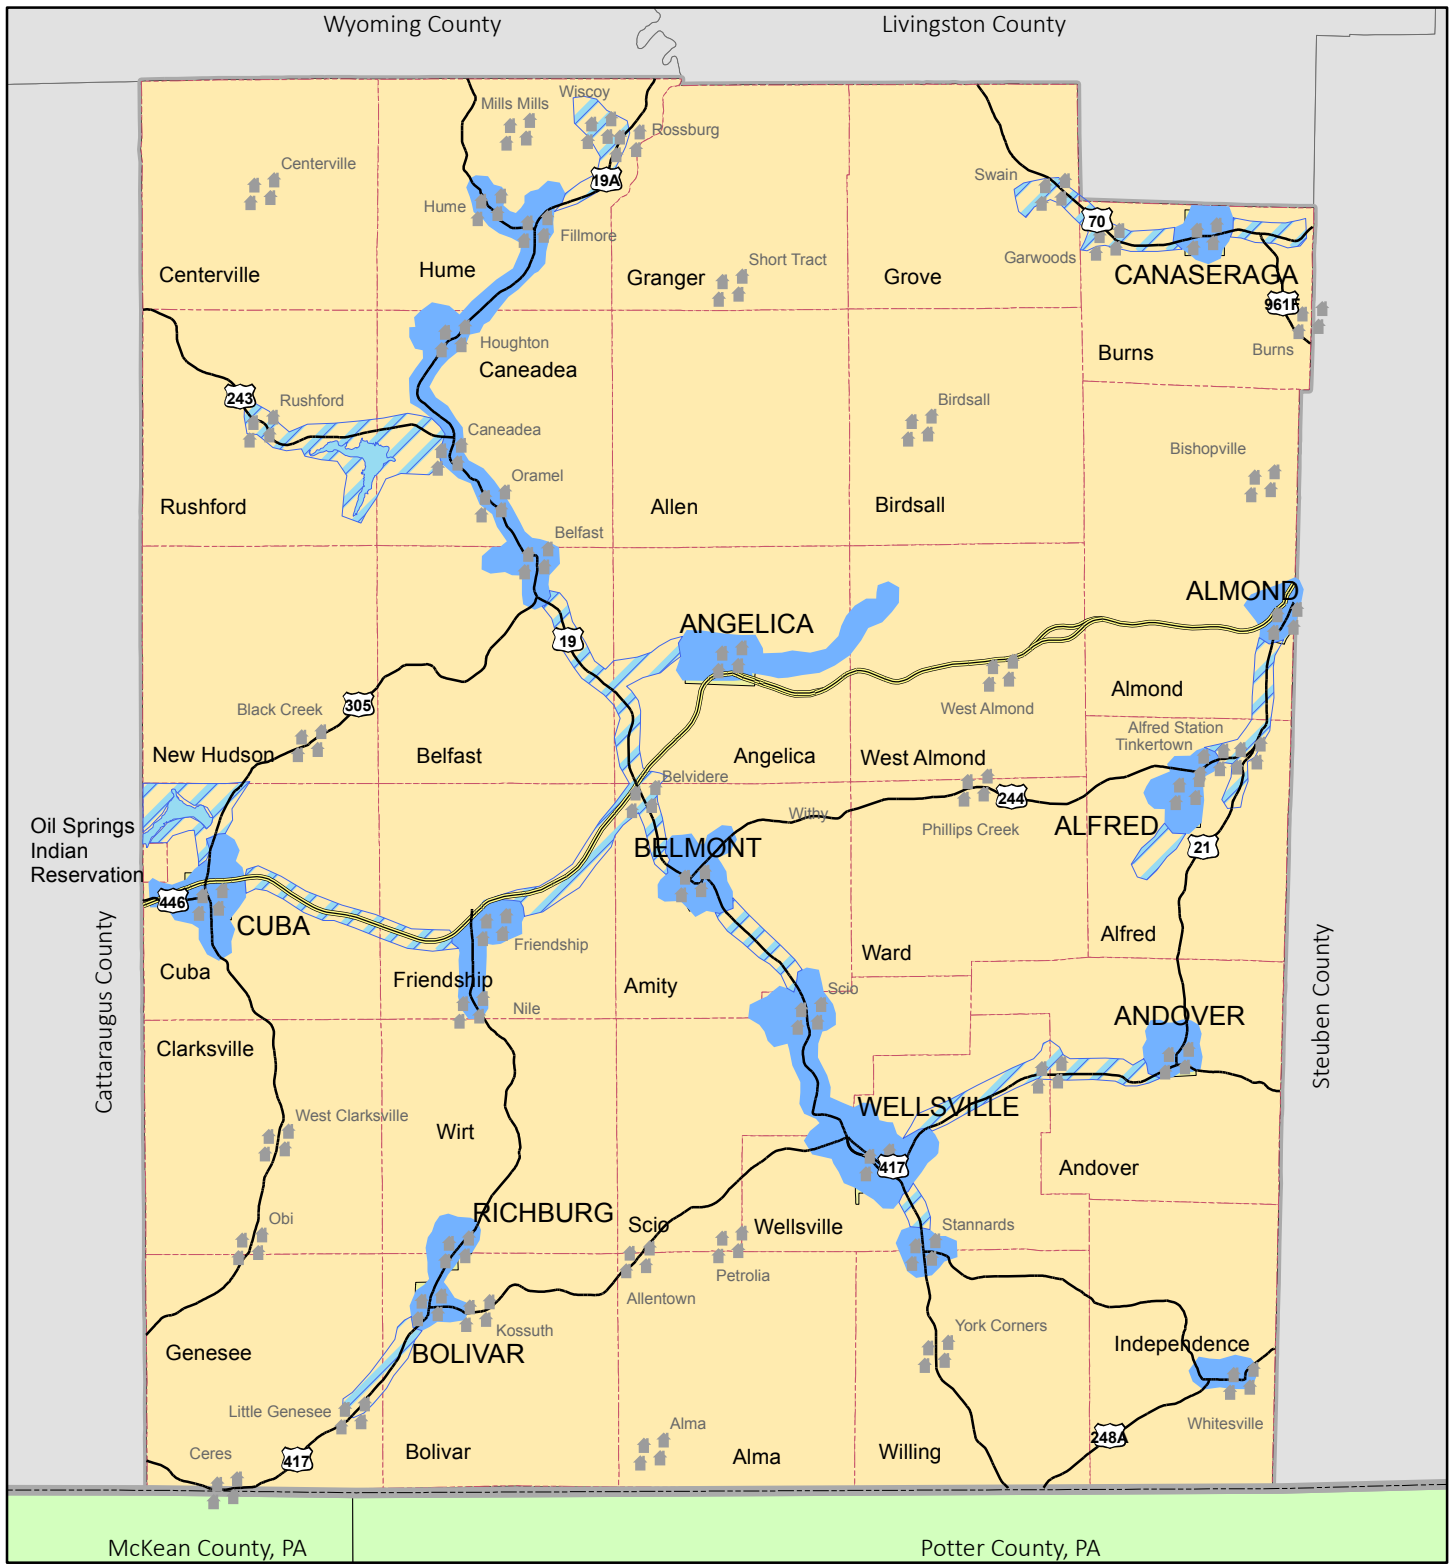 Wyoming County
Livingston County
Wiscoy
Mills Mills
Rossburg
Centerville
Swain
19A
Hume
70
Fillmore
Garwoods
Short Tract
Centerville
Hume
Granger
Grove
CANASERAGA
961F
Houghton
Burns
Burns
Caneadea
243
Rushford
Birdsall
Caneadea
Bishopville
Oramel
Rushford
Allen
Birdsall
Belfast
ALMOND
ANGELICA
19
Almond
305
Black Creek
West Almond
Alfred Station
Tinkertown
New Hudson
Belfast
Angelica
West Almond
Belvidere
244
Withy
Phillips Creek
ALFRED
Oil Springs
Indian
Reservation
BELMONT
21
446
CUBA
Friendship
Alfred
Ward
Cuba
Friendship
Amity
Scio
Nile
ANDOVER
Cattaraugus County
Steuben County
Clarksville
WELLSVILLE
West Clarksville
Wirt
417
Andover
RICHBURG
Obi
Scio
Wellsville
Stannards
Petrolia
Allentown
Kossuth
York Corners
Independence
Genesee
BOLIVAR
Little Genesee
Alma
Whitesville
248A
Ceres
417
Bolivar
Alma
Willing
McKean County, PA
Potter County, PA